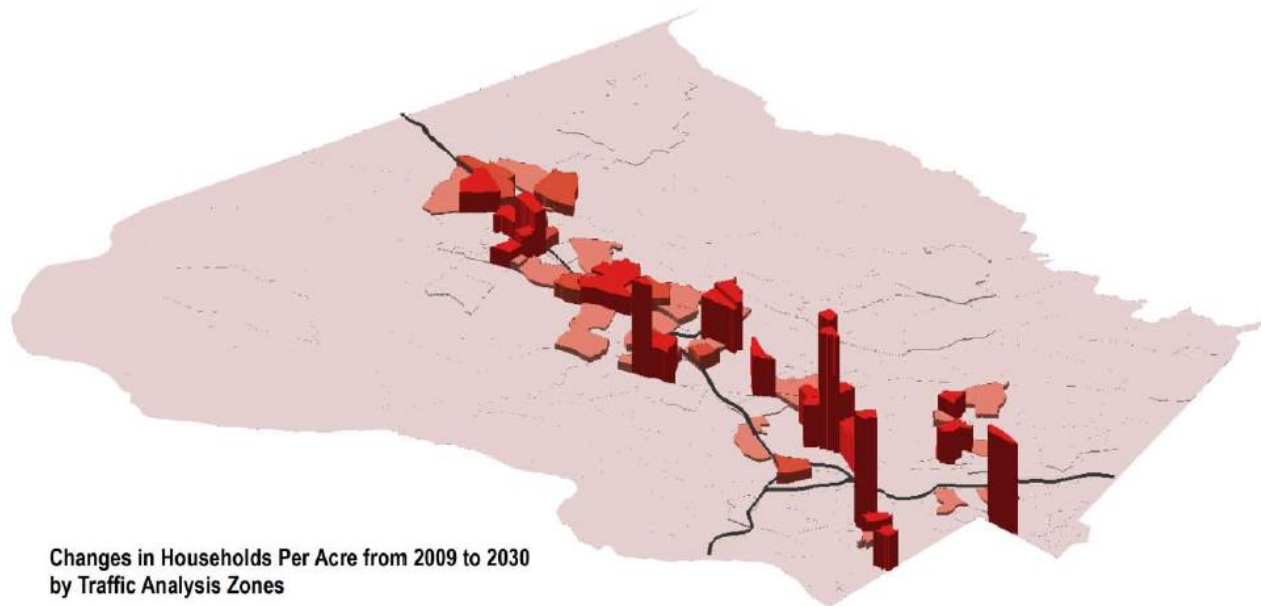 Changes in Households Per Acre from 2009 to 2030
by Traffic Analysis Zones